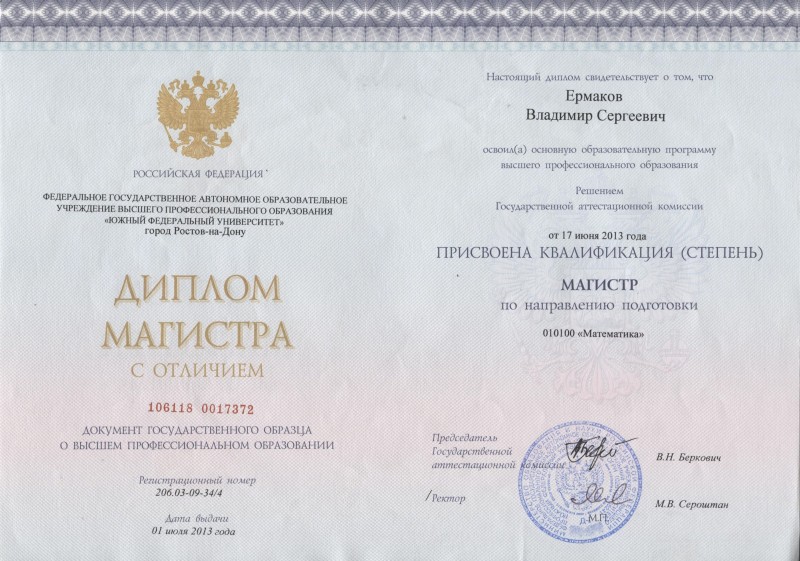 РОССИЙСКАЯ ФЕДЕРАЦИЯ
ФЕДЕРАЛЬНОЕ ГОСУДАРСТВЕННОЕ АВТОНОМНОЕ ОБРАЗОВАТЕЛЬНОЕ
УЧРЕЖДЕНИЕ ВЫСШЕГО ПРОФЕССИОНАЛЬНОГО ОБРАЗОВАНИЯ
«ЮЖНЫЙ ФЕДЕРАЛЬНЫЙ УНИВЕРСИТЕТ»
город Ростов-на-Дону
ДИПЛОМ
МАГИСТРА
С ОТЛИЧИЕМ
106118 0017372
ДОКУМЕНТ ГОСУДАРСТВЕННОГО ОБРАЗЦА
О ВЫСШЕМ ПРОФЕССИОНАЛЬНОМ ОБРАЗОВАНИИ
Регистрационный номер
206.03-09-34/4
Дата выдачи
01 июля 2013 года
Настоящий диплом свидетельствует о том, что
Ермаков
Владимир Сергеевич
освоил(а) основную образовательную программу
высшего профессионального образования
Решением
Государственной аттестационной комиссии
от 17 июня 2013 года
ПРИСВОЕНА КВАЛИФИКАЦИЯ (СТЕПЕНЬ)
МАГИСТР
по направлению подготовки
010100 «Математика»
Председатель
Государственной
аттестационной комиссии
В.Н. Беркович
/Ректор
М.В. Сероштан
М.П.